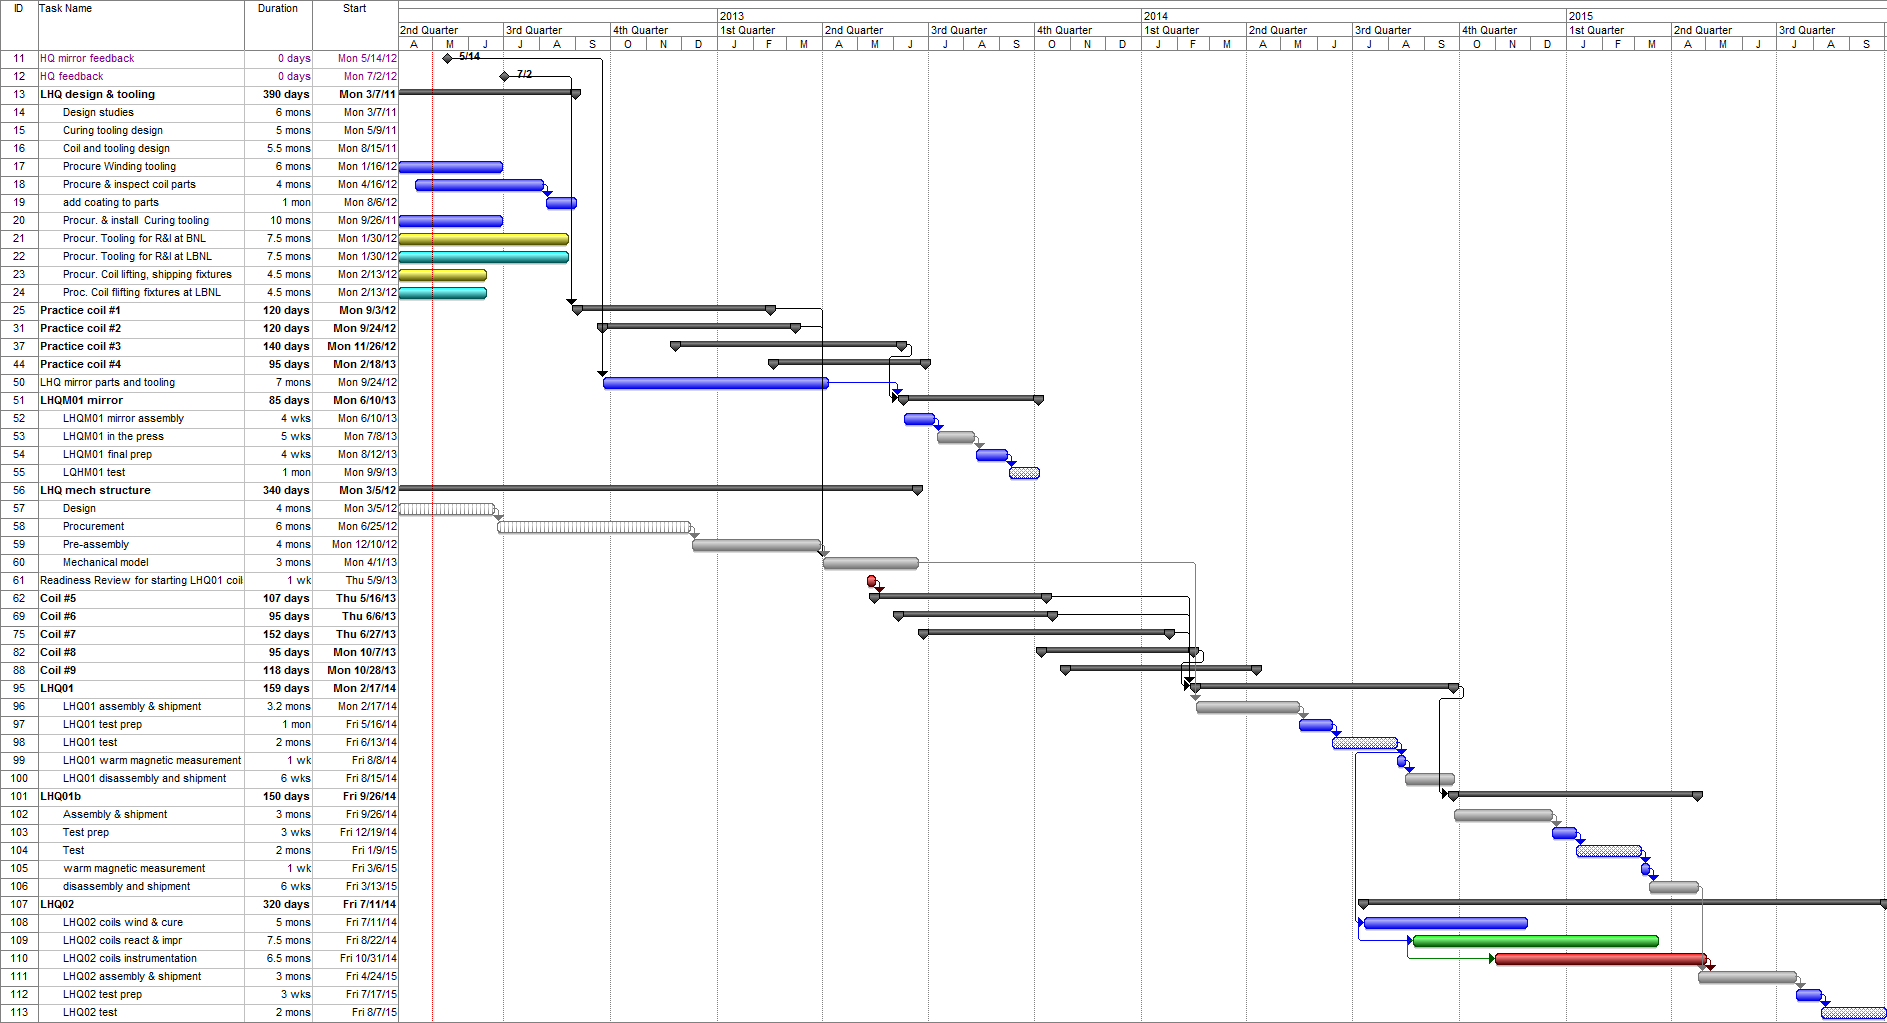 ID Task Name Duration Start
2013 2014 2015
2nd Quarter 3rd Quarter 4th Quarter 1st Quarter 2nd Quarter 3rd Quarter 4th Quarter 1st Quarter 2nd Quarter 3rd Quarter 4th Quarter 1st Quarter 2nd Quarter 3rd Quarter
A M J J A S O N D J F M A M J J A S O N D J F M A M J J A S O N D J F M A M J J A S
11 HQ mirror feedback 0 days Mon 5/14/12 5/14
12 HQ feedback 0 days Mon 7/2/12 7/2
13 LHQ design & tooling 390 days Mon 3/7/11
14 Design studies 6 mons Mon 3/7/11
15 Curing tooling design 5 mons Mon 5/9/11
16 Coil and tooling design 5.5 mons Mon 8/15/11
17 Procure Winding tooling 6 mons Mon 1/16/12
18 Procure & inspect coil parts 4 mons Mon 4/16/12
19 add coating to parts 1 mon Mon 8/6/12
20 Procur. & install Curing tooling 10 mons Mon 9/26/11
21 Procur. Tooling for R&I at BNL 7.5 mons Mon 1/30/12
22 Procur. Tooling for R&I at LBNL 7.5 mons Mon 1/30/12
23 Procur. Coil lifting, shipping fixtures 4.5 mons Mon 2/13/12
24 Proc. Coil flifting fixtures at LBNL 4.5 mons Mon 2/13/12
25 Practice coil #1 120 days Mon 9/3/12
31 Practice coil #2 120 days Mon 9/24/12
37 Practice coil #3 140 days Mon 11/26/12
44 Practice coil #4 95 days Mon 2/18/13
50 LHQ mirror parts and tooling 7 mons Mon 9/24/12
51 LHQM01 mirror 85 days Mon 6/10/13
52 LHQM01 mirror assembly 4 wks Mon 6/10/13
53 LHQM01 in the press 5 wks Mon 7/8/13
54 LHQM01 final prep 4 wks Mon 8/12/13
55 LQHM01 test 1 mon Mon 9/9/13
56 LHQ mech structure 340 days Mon 3/5/12
57 Design 4 mons Mon 3/5/12
58 Procurement 6 mons Mon 6/25/12
59 Pre-assembly 4 mons Mon 12/10/12
60 Mechanical model 3 mons Mon 4/1/13
61 Readiness Review for starting LHQ01 coil 1 wk Thu 5/9/13
62 Coil #5 107 days Thu 5/16/13
69 Coil #6 95 days Thu 6/6/13
75 Coil #7 152 days Thu 6/27/13
82 Coil #8 95 days Mon 10/7/13
88 Coil #9 118 days Mon 10/28/13
95 LHQ01 159 days Mon 2/17/14
96 LHQ01 assembly & shipment 3.2 mons Mon 2/17/14
97 LHQ01 test prep 1 mon Fri 5/16/14
98 LHQ01 test 2 mons Fri 6/13/14
99 LHQ01 warm magnetic measurement 1 wk Fri 8/8/14
100 LHQ01 disassembly and shipment 6 wks Fri 8/15/14
101 LHQ01b 150 days Fri 9/26/14
102 Assembly & shipment 3 mons Fri 9/26/14
103 Test prep 3 wks Fri 12/19/14
104 Test 2 mons Fri 1/9/15
105 warm magnetic measurement 1 wk Fri 3/6/15
106 disassembly and shipment 6 wks Fri 3/13/15
107 LHQ02 320 days Fri 7/11/14
108 LHQ02 coils wind & cure 5 mons Fri 7/11/14
109 LHQ02 coils react & impr 7.5 mons Fri 8/22/14
110 LHQ02 coils instrumentation 6.5 mons Fri 10/31/14
111 LHQ02 assembly & shipment 3 mons Fri 4/24/15
112 LHQ02 test prep 3 wks Fri 7/17/15
113 LHQ02 test 2 mons Fri 8/7/15